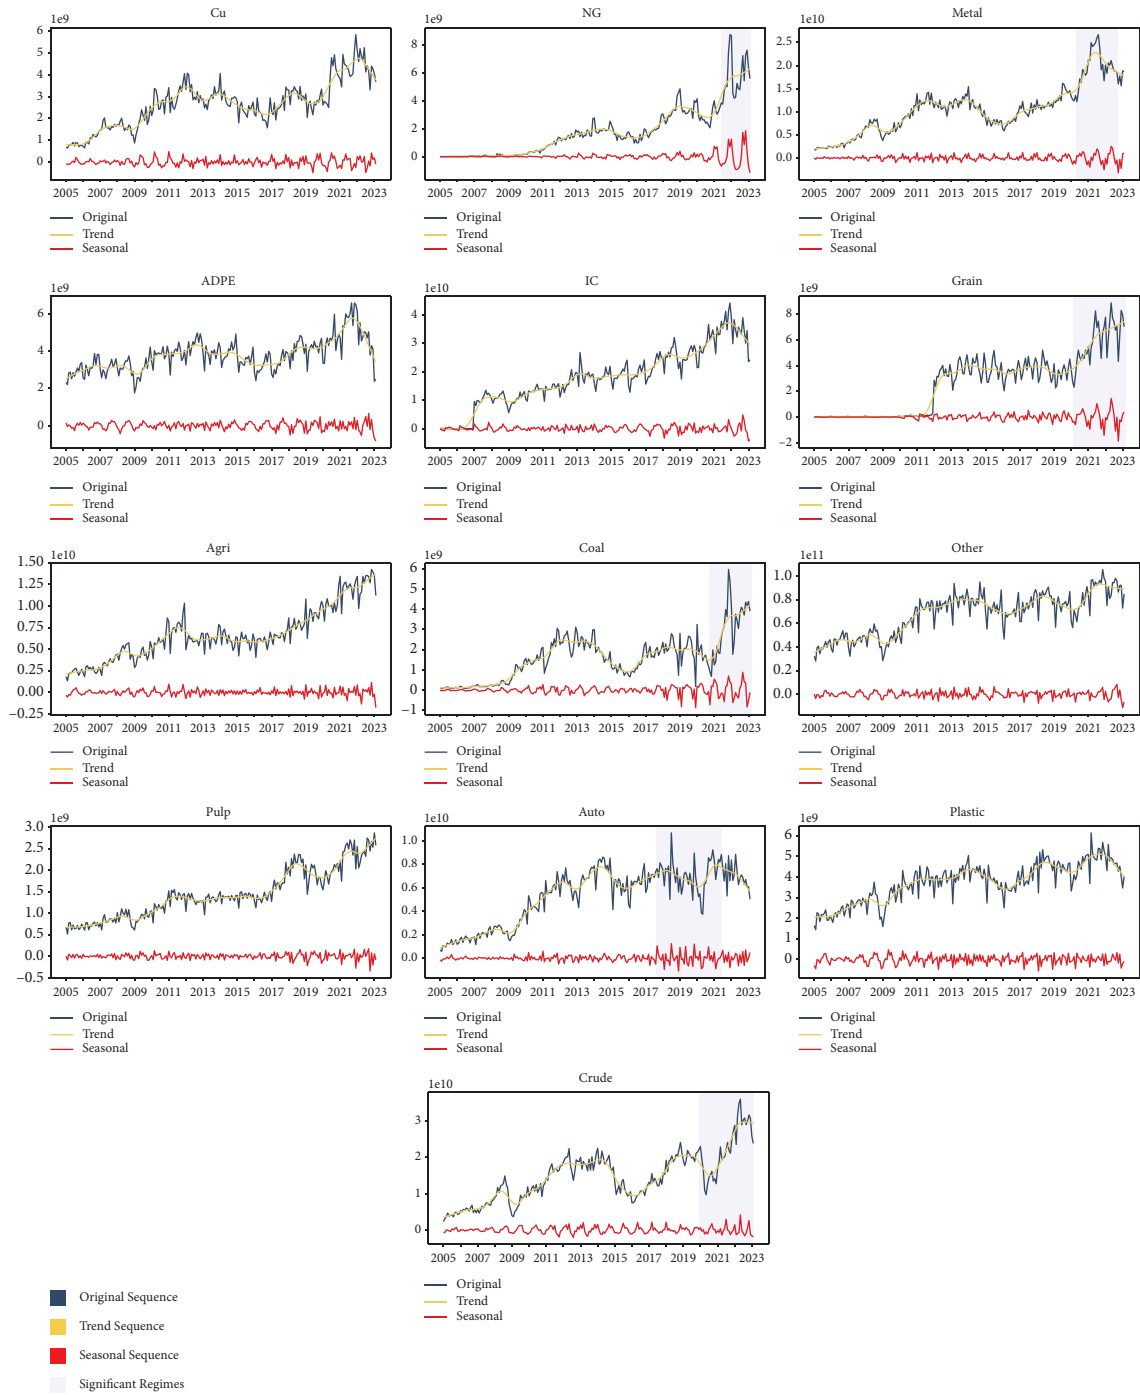 Cu
1e9
6
5
4
3
2
1
0
2005 2007 2009 2011 2013 2015 2017 2019 2021 2023
Original
Trend
Seasonal
NG
1e9
8
6
4
2
0
2005 2007 2009 2011 2013 2015 2017 2019 2021 2023
Original
Trend
Seasonal
Metal
1e10
2.5
2.0
1.5
1.0
0.5
0.0
2005 2007 2009 2011 2013 2015 2017 2019 2021 2023
Original
Trend
Seasonal
ADPE
1e9
6
4
2
0
2005 2007 2009 2011 2013 2015 2017 2019 2021 2023
Original
Trend
Seasonal
IC
1e10
4
3
2
1
0
2005 2007 2009 2011 2013 2015 2017 2019 2021 2023
Original
Trend
Seasonal
Grain
1e9
8
6
4
2
0
–2
2005 2007 2009 2011 2013 2015 2017 2019 2021 2023
Original
Trend
Seasonal
Agri
1e10
1.50
1.25
1.00
0.75
0.50
0.25
0.00
–0.25
2005 2007 2009 2011 2013 2015 2017 2019 2021 2023
Original
Trend
Seasonal
Coal
1e9
6
5
4
3
2
1
0
–1
2005 2007 2009 2011 2013 2015 2017 2019 2021 2023
Original
Trend
Seasonal
Other
1e11
1.0
0.8
0.6
0.4
0.2
0.0
2005 2007 2009 2011 2013 2015 2017 2019 2021 2023
Original
Trend
Seasonal
Pulp
1e9
3.0
2.5
2.0
1.5
1.0
0.5
0.0
–0.5
2005 2007 2009 2011 2013 2015 2017 2019 2021 2023
Original
Trend
Seasonal
Auto
1e10
1.0
0.8
0.6
0.4
0.2
0.0
2005 2007 2009 2011 2013 2015 2017 2019 2021 2023
Original
Trend
Seasonal
Plastic
1e9
6
5
4
3
2
1
0
2005 2007 2009 2011 2013 2015 2017 2019 2021 2023
Original
Trend
Seasonal
Crude
1e10
3
2
1
0
2005 2007 2009 2011 2013 2015 2017 2019 2021 2023
Original
Trend
Seasonal
Original Sequence
Trend Sequence
Seasonal Sequence
Significant Regimes